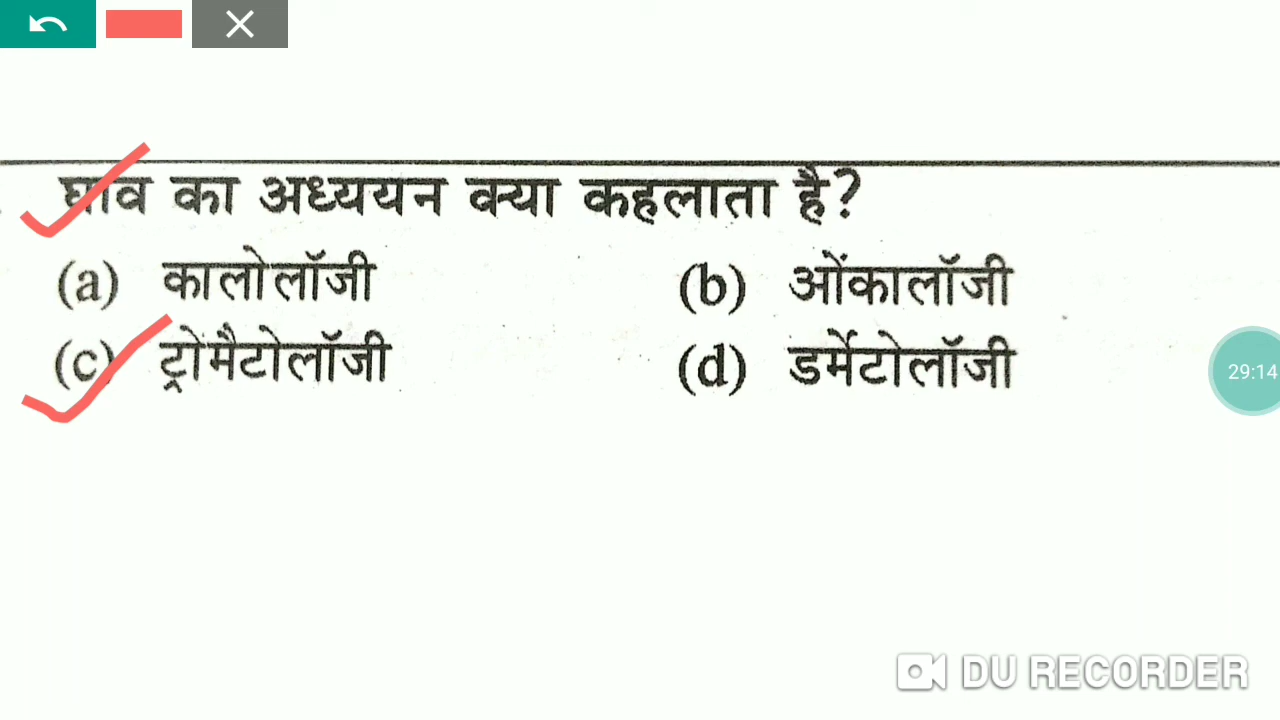 घाव का अध्ययन क्या कहलाता है?
(a) कालोलॉजी (b) ओंकालॉजी
(c) ट्रोमैटोलॉजी (d) डर्मेटोलॉजी
29:14
DU RECORDER